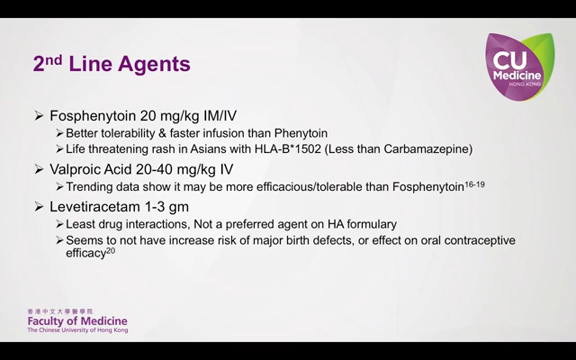 2nd Line Agents
CU
Medicine
HONG KONG
➢ Fosphenytoin 20 mg/kg IM/IV
➢Better tolerability & faster infusion than Phenytoin
➢Life threatening rash in Asians with HLA-B*1502 (Less than Carbamazepine)
➢ Valproic Acid 20-40 mg/kg IV
➢Trending data show it may be more efficacious/tolerable than Fosphenytoin16-19
➢ Levetiracetam 1-3 gm
➢Least drug interactions, Not a preferred agent on HA formulary
➢Seems to not have increase risk of major birth defects, or effect on oral contraceptive
efficacy20
香港中文大學醫學院
Faculty of Medicine
The Chinese University of Hong Kong